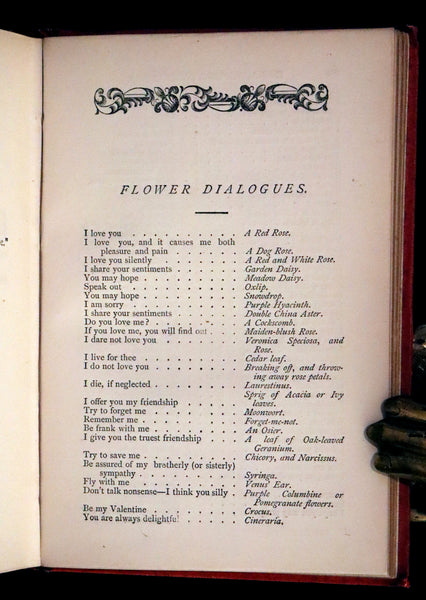 e."
FLOWER DIALOGUES.
I love you . . . . . . . . . . A Red Rose.
I love you, and it causes me both
pleasure and pain . . . . . . . A Dog Rose.
I love you silently . . . . . . . A Red and White Rose.
I share your sentiments . . . . . . Garden Daisy.
You may hope . . . . . . . . Meadow Daisy.
Speak out . . . . . . . . . . Oxlip.
You may hope . . . . . . . . Snowdrop.
I am sorry . . . . . . . . . . Purple Hyacinth.
I share your sentiments . . . . . . Double China Aster.
Do you love me? . . . . . . . . A Cockscomb.
If you love me, you will find out . . . Maiden-blush Rose.
I dare not love you . . . . . . . Veronica Speciosa, and
Rose.
I live for thee . . . . . . . . . Cedar leaf.
I do not love you . . . . . . . . Breaking off, and throw-
ing away rose petals.
I die, if neglected . . . . . . . . Laurestinus.
Sprig of Acacia or Ivy
I offer you my friendship . . . . . leaves.
Try to forget me . . . . . . . . Moonwort.
Remember me . . . . . . . . . Forget-me-not.
Be frank with me . . . . . . . . An Osier.
I give you the truest friendship . . . . A leaf of Oak-leaved
Geranium.
Try to save me . . . . . . . . . Chicory, and Narcissus.
Be assured of my brotherly (or sisterly)
sympathy . . . . . . . . . Syringa.
Fly with me . . . . . . . . . Venus' Ear.
Don't talk nonsense—I think you silly . Purple Columbine or
Pomegranate flowers.
Be my Valentine . . . . . . . . Crocus.
You are always delightful . . . . . Cineraria.